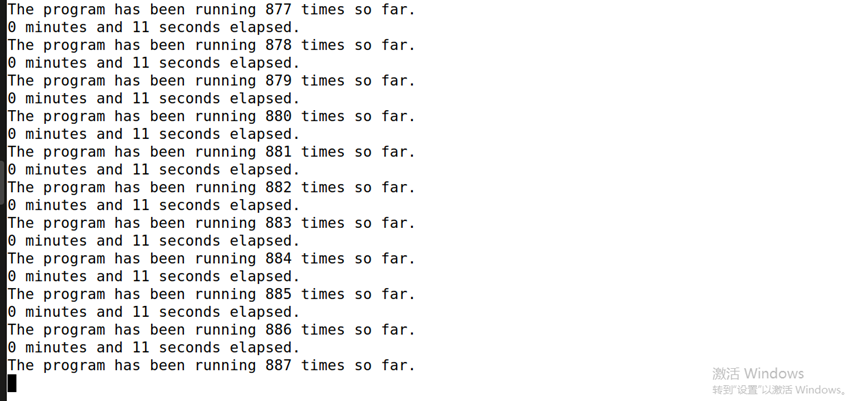 The program has been running 877 times so far.
0 minutes and 11 seconds elapsed.
The program has been running 878 times so far.
0 minutes and 11 seconds elapsed.
The program has been running 879 times so far.
0 minutes and 11 seconds elapsed.
The program has been running 880 times so far.
0 minutes and 11 seconds elapsed.
The program has been running 881 times so far.
0 minutes and 11 seconds elapsed.
The program has been running 882 times so far.
0 minutes and 11 seconds elapsed.
The program has been running 883 times so far.
0 minutes and 11 seconds elapsed.
The program has been running 884 times so far.
0 minutes and 11 seconds elapsed.
The program has been running 885 times so far.
0 minutes and 11 seconds elapsed.
The program has been running 886 times so far.
0 minutes and 11 seconds elapsed.
The program has been running 887 times so far.
激活 Windows
转到“设置”以激活 Windows。